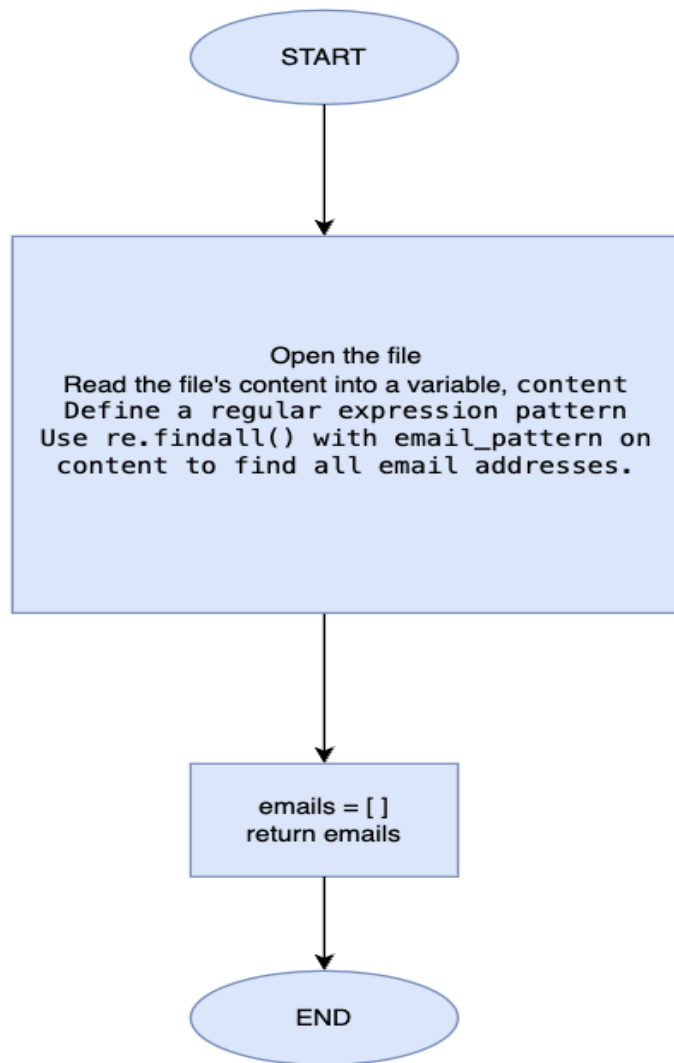 START
Open the file
Read the file's content into a variable, content
Define a regular expression pattern
Use re.findall() with email_pattern on
content to find all email addresses.
emails = [ ]
return emails
END